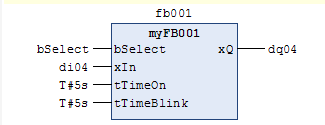 fb001
myFB001
bSelect bSelect xQ dq04
di04 xIn
T#5s tTimeOn
T#5s tTimeBlink